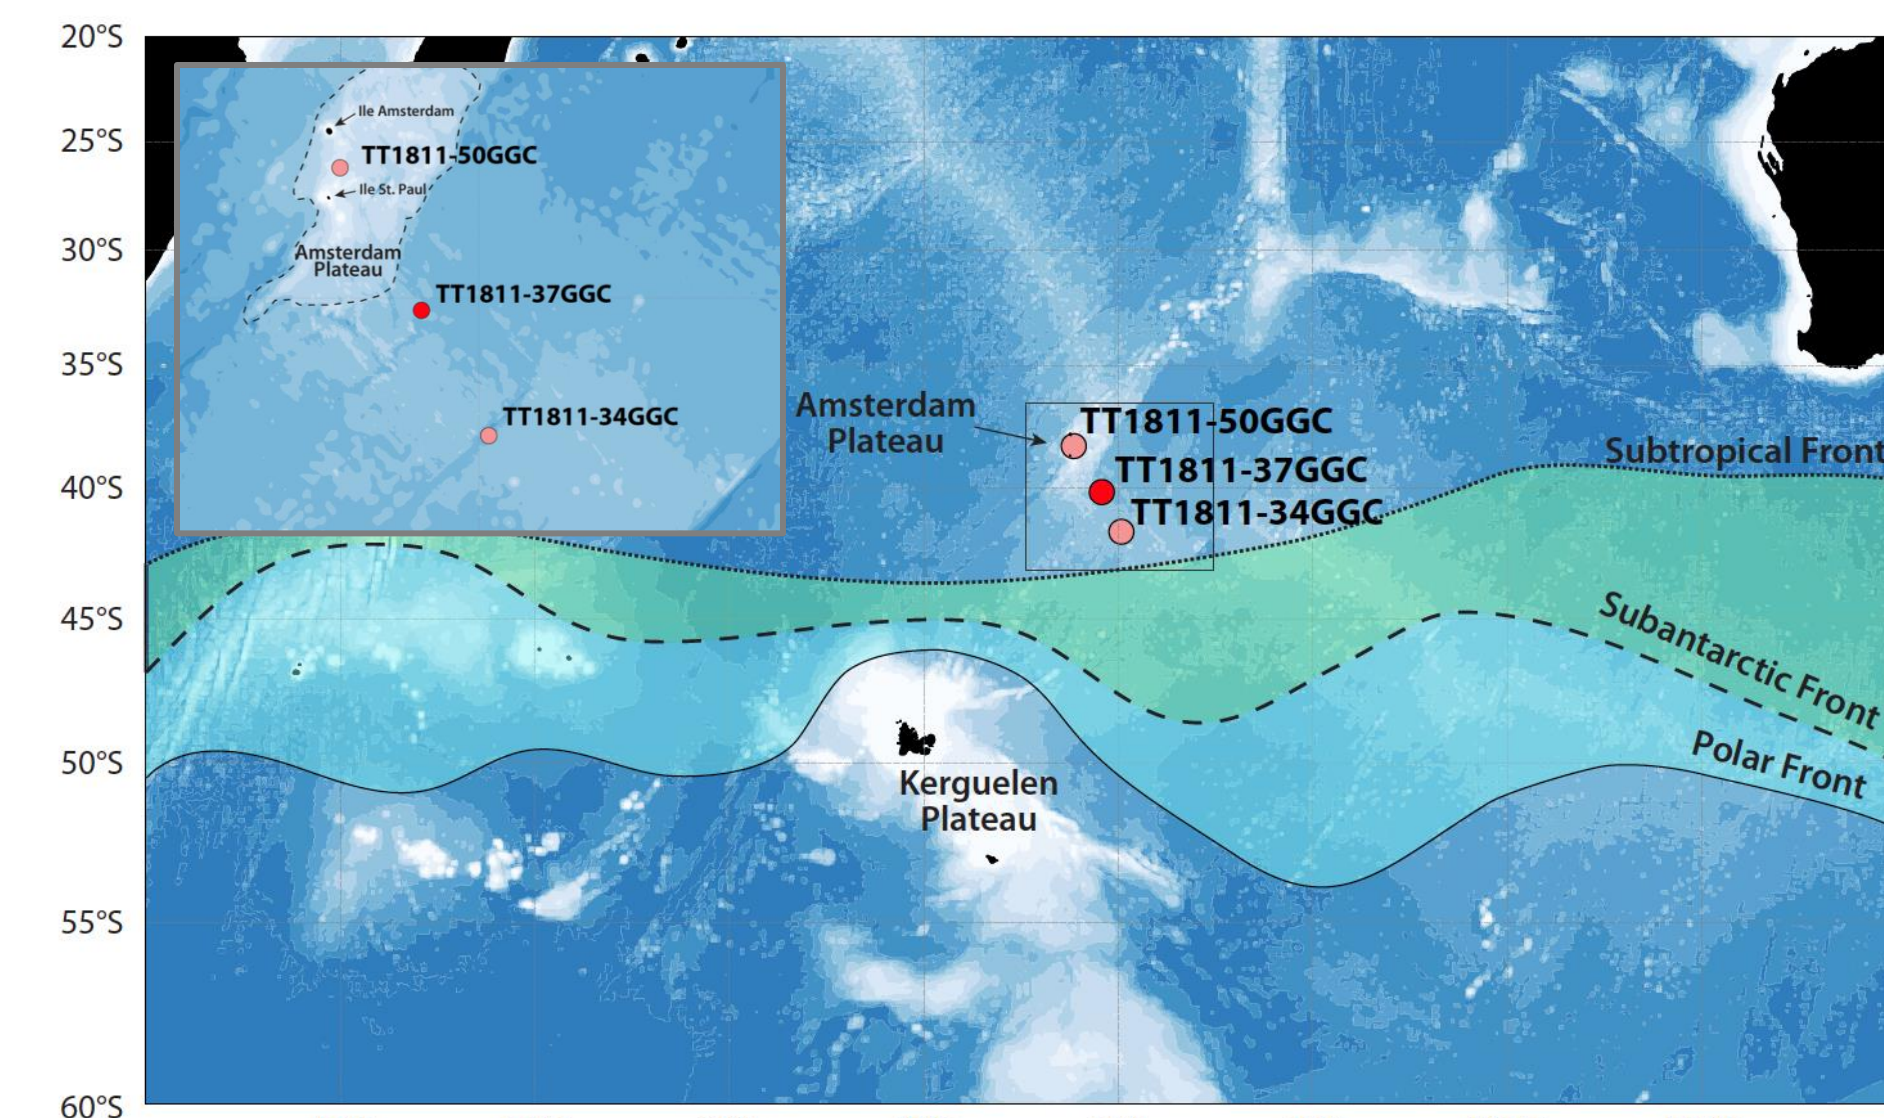 20°S
25°S
30°S
35°S
40°S
45°S
50°S
55°S
60°S
Ile Amsterdam
TT1811-50GGC
Ile St. Paul
Amsterdam
Plateau
TT1811-37GGC
TT1811-34GGC
Amsterdam
Plateau
TT1811-50GGC
TT1811-37GGC
TT1811-34GGC
Subtropical Front
Subantarctic Front
Polar Front
Kerguelen
Plateau